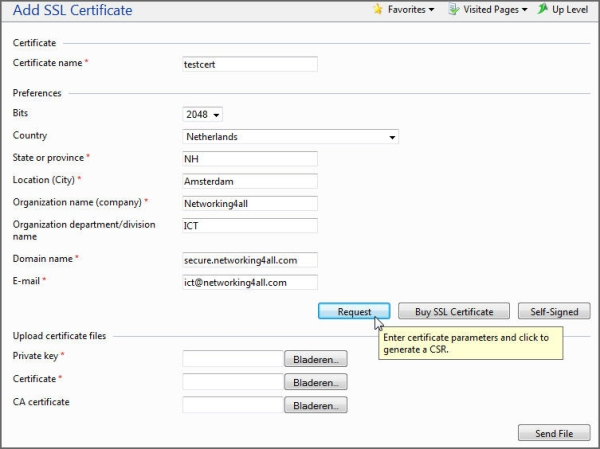 Add SSL Certificate Favorites Visited Pages Up Level
Certificate
Certificate name * testcert
Preferences
Bits 2048
Country Netherlands
State or province * NH
Location (City) * Amsterdam
Organization name (company) * Networking4all
Organization department/division name ICT
Domain name * secure.networking4all.com
E-mail * ict@networking4all.com
Request Buy SSL Certificate Self-Signed
Enter certificate parameters and click to
generate a CSR.
Upload certificate files
Private key * Bladeren...
Certificate * Bladeren...
CA certificate Bladeren...
Send File